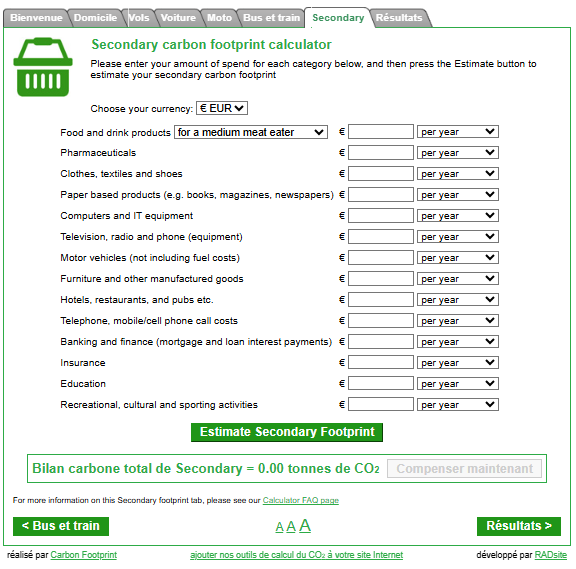 Bienvenue Domicile Vols Voiture Moto Bus et train Secondary Résultats
Secondary carbon footprint calculator
Please enter your amount of spend for each category below, and then press the Estimate button to
estimate your secondary carbon footprint
Choose your currency: € EUR
Food and drink products for a medium meat eater € per year
Pharmaceuticals € per year
Clothes, textiles and shoes € per year
Paper based products (e.g. books, magazines, newspapers) € per year
Computers and IT equipment € per year
Television, radio and phone (equipment) € per year
Motor vehicles (not including fuel costs) € per year
Furniture and other manufactured goods € per year
Hotels, restaurants, and pubs etc. € per year
Telephone, mobile/cell phone call costs € per year
Banking and finance (mortgage and loan interest payments) € per year
Insurance € per year
Education € per year
Recreational, cultural and sporting activities € per year
Estimate Secondary Footprint
Bilan carbone total de Secondary = 0.00 tonnes de CO2 Compenser maintenant
For more information on this Secondary footprint tab, please see our Calculator FAQ page
< Bus et train A A A Résultats >
réalisé par Carbon Footprint ajouter nos outils de calcul du CO2 à votre site Internet développé par RADsite